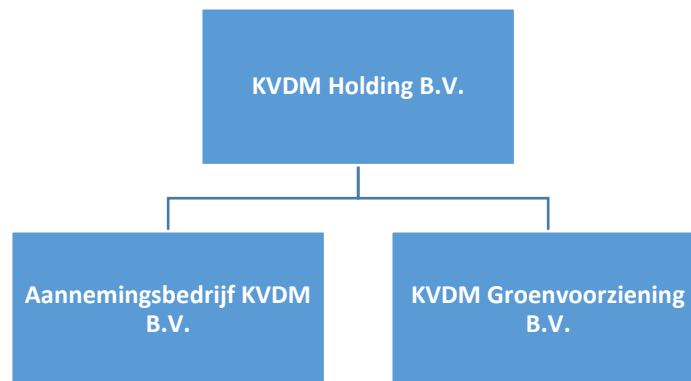 KVDM Holding B.V.
Aannemingsbedrijf KVDM
B.V.
KVDM Groenvoorziening
B.V.